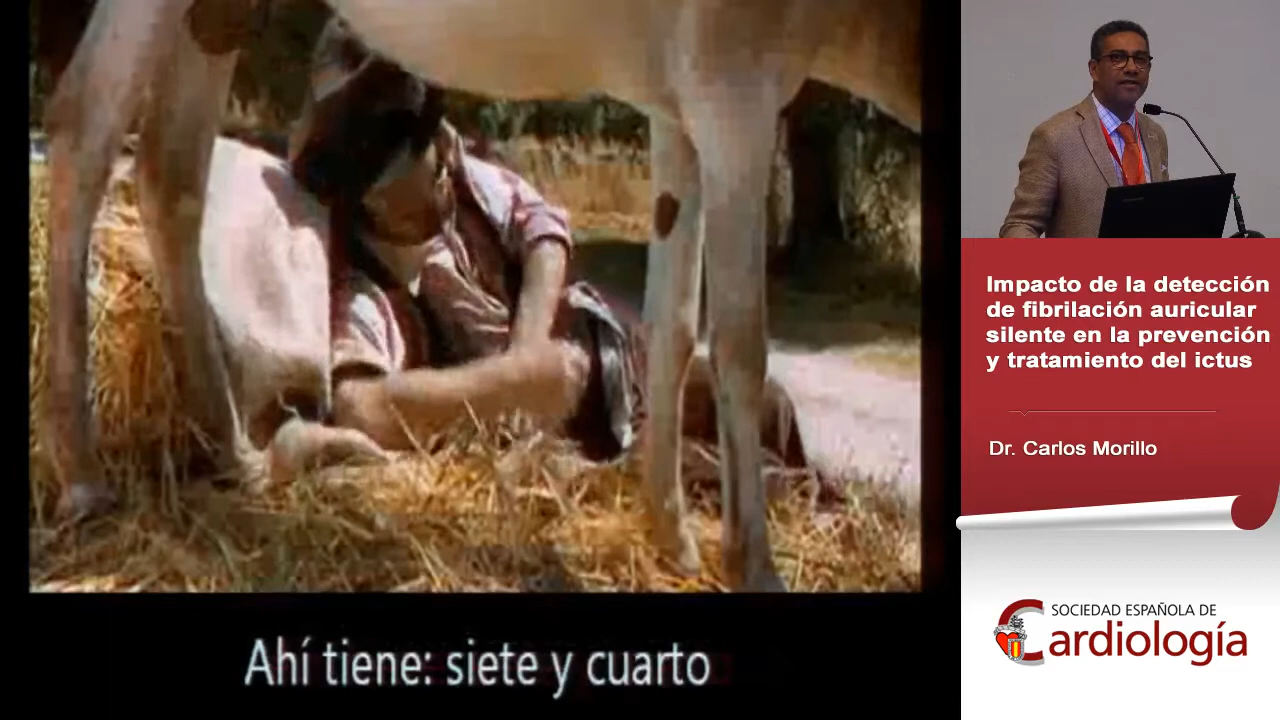 Ahí tiene: siete y cuarto
Impacto de la detección
de fibrilación auricular
silente en la prevención
y tratamiento del ictus
Dr. Carlos Morillo
SOCIEDAD ESPAÑOLA DE
Cardiología